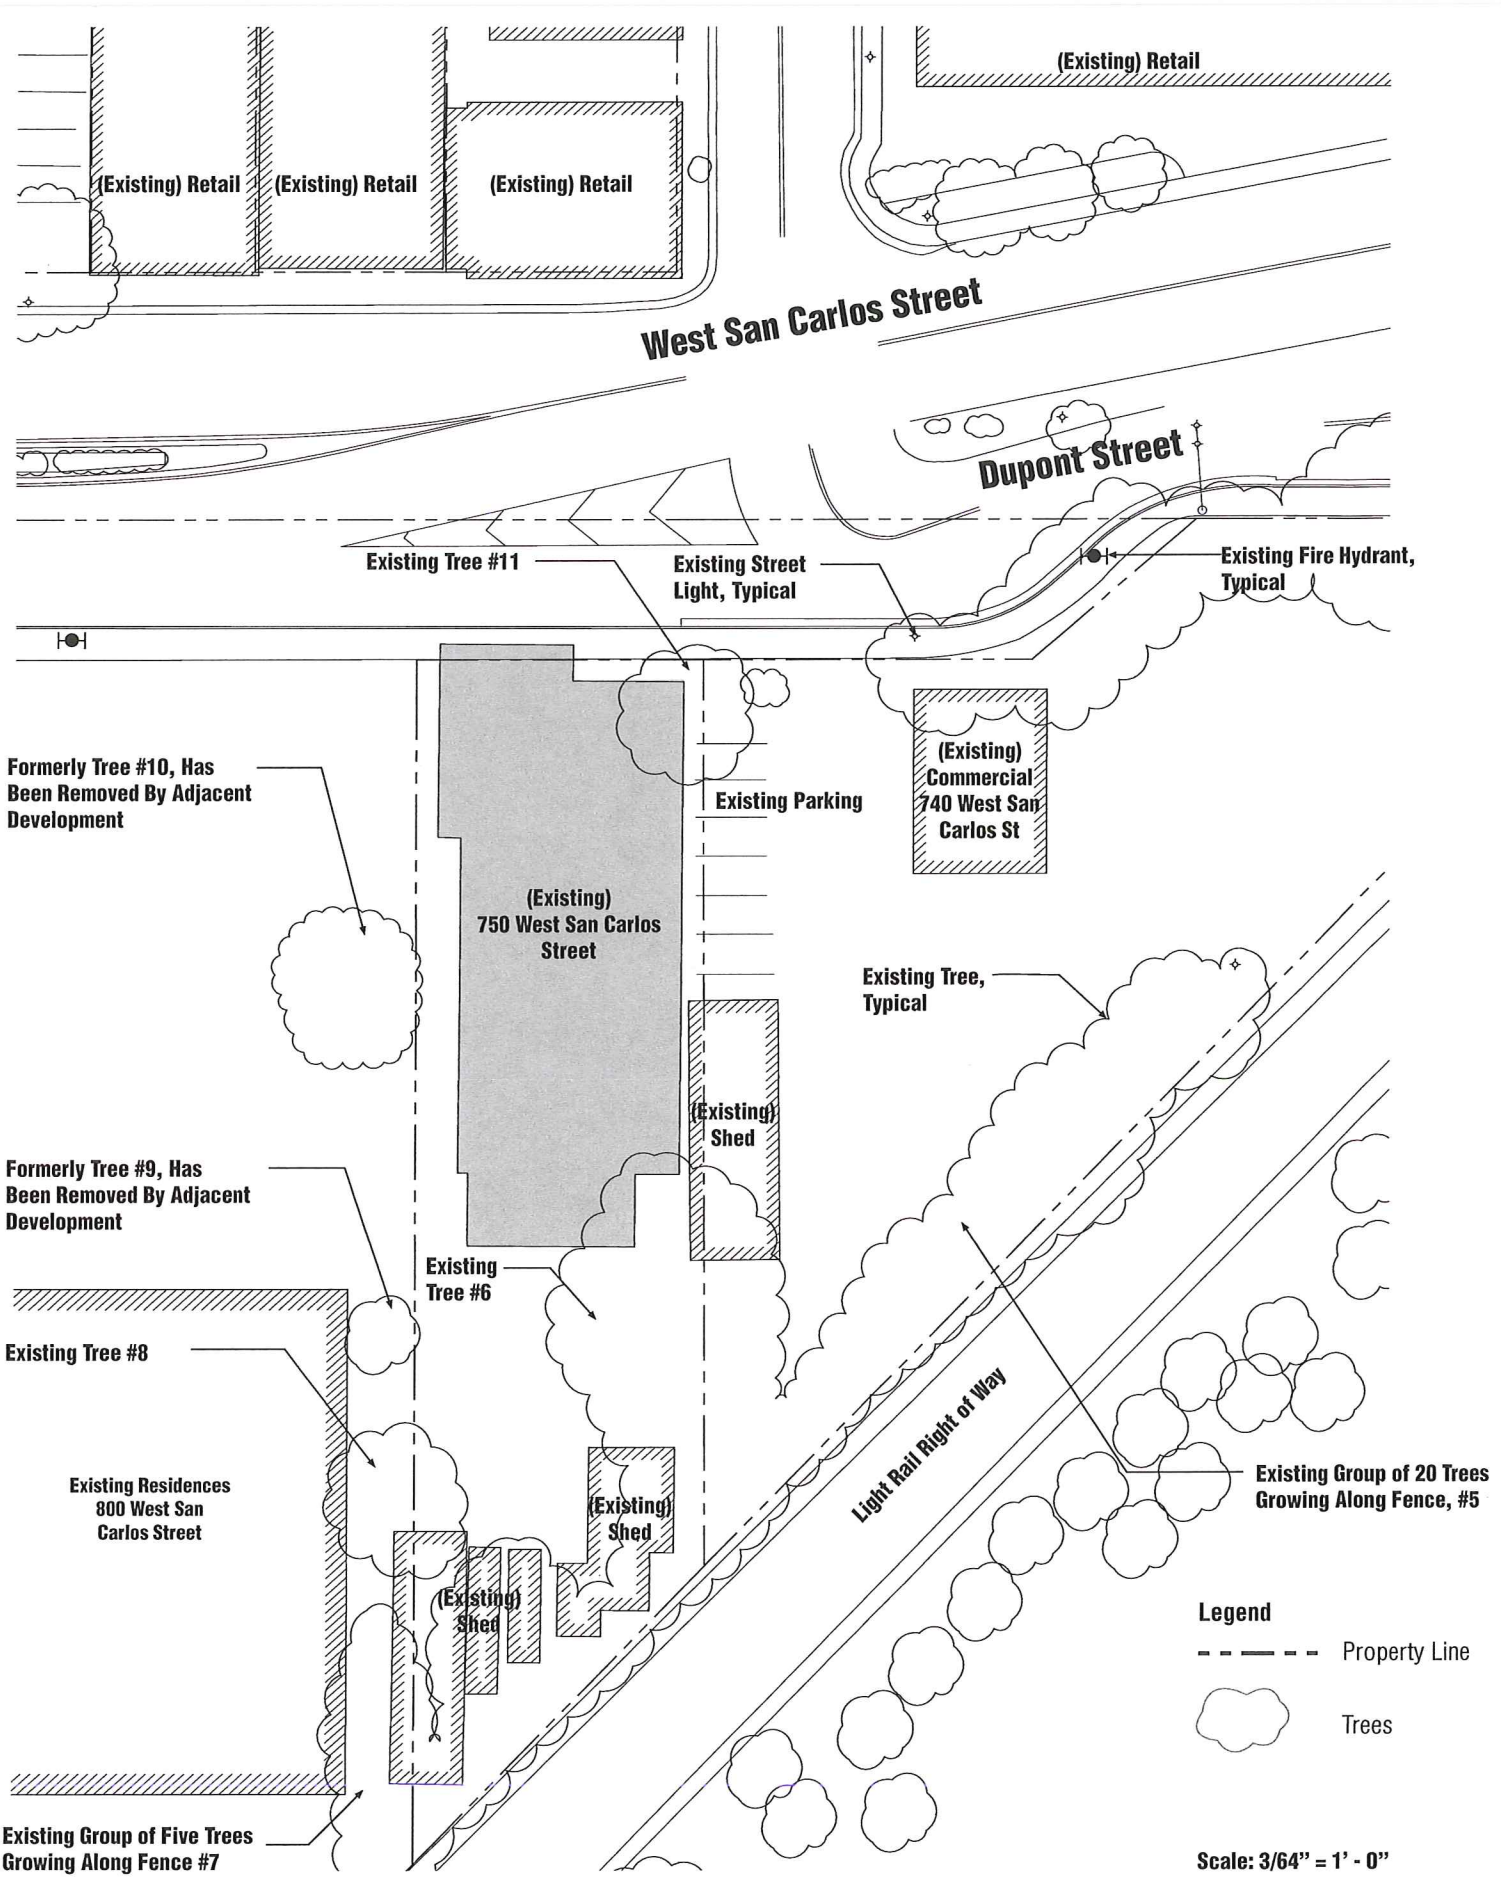 (Existing) Retail
(Existing) Retail
(Existing) Retail
(Existing) Retail
West San Carlos Street
Dupont Street
Existing Tree #11
Existing Street
Light, Typical
Existing Fire Hydrant,
Typical
Formerly Tree #10, Has
Been Removed By Adjacent
Development
(Existing)
Commercial
740 West San
Carlos St
Existing Parking
(Existing)
750 West San Carlos
Street
Existing Tree,
Typical
(Existing)
Shed
Formerly Tree #9, Has
Been Removed By Adjacent
Development
Existing
Tree #6
Existing Tree #8
Light Rail Right of Way
Existing Residences
800 West San
Carlos Street
(Existing)
Shed
Existing Group of 20 Trees
Growing Along Fence, #5
(Existing)
Shed
Legend
Property Line
Trees
Existing Group of Five Trees
Growing Along Fence #7
Scale: 3/64” = 1’ - 0”